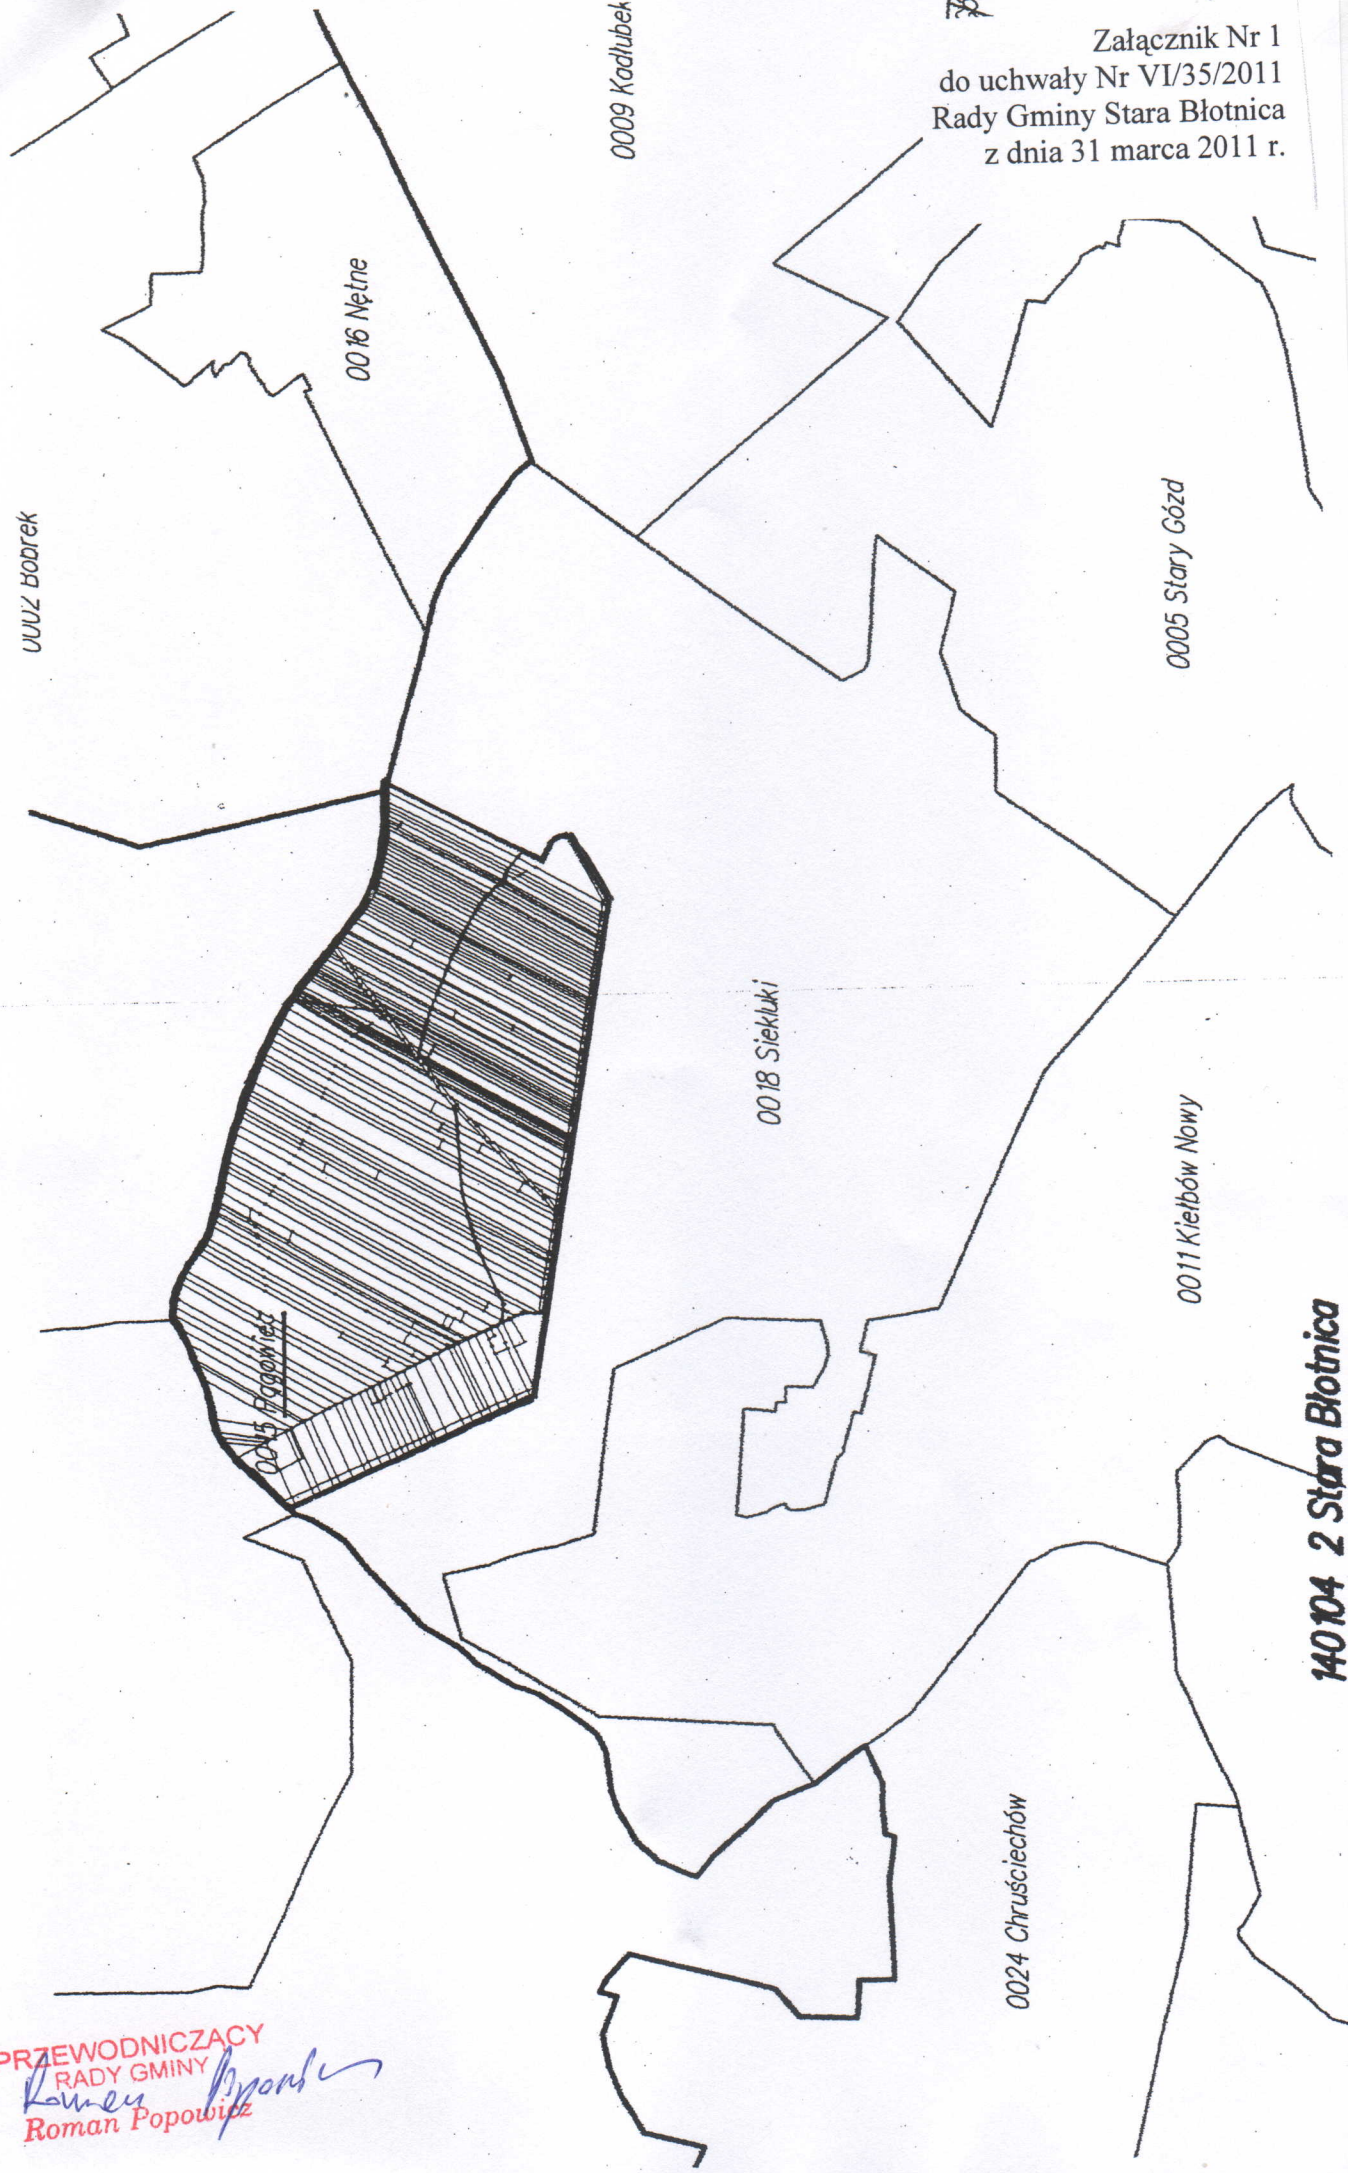 Załącznik Nr 1
do uchwały Nr VI/35/2011
Rady Gminy Stara Błotnica
z dnia 31 marca 2011 r.
0009 Kadłubek
0016 Nętne
0002 Bobrek
0005 Stary Gózd
0018 Siekluki
0011 Kiełbów Nowy
0015 Pągowiec
140104 2 Stara Błotnica
0024 Chruściechów
PRZEWODNICZĄCY
RADY GMINY
Roman Popowicz